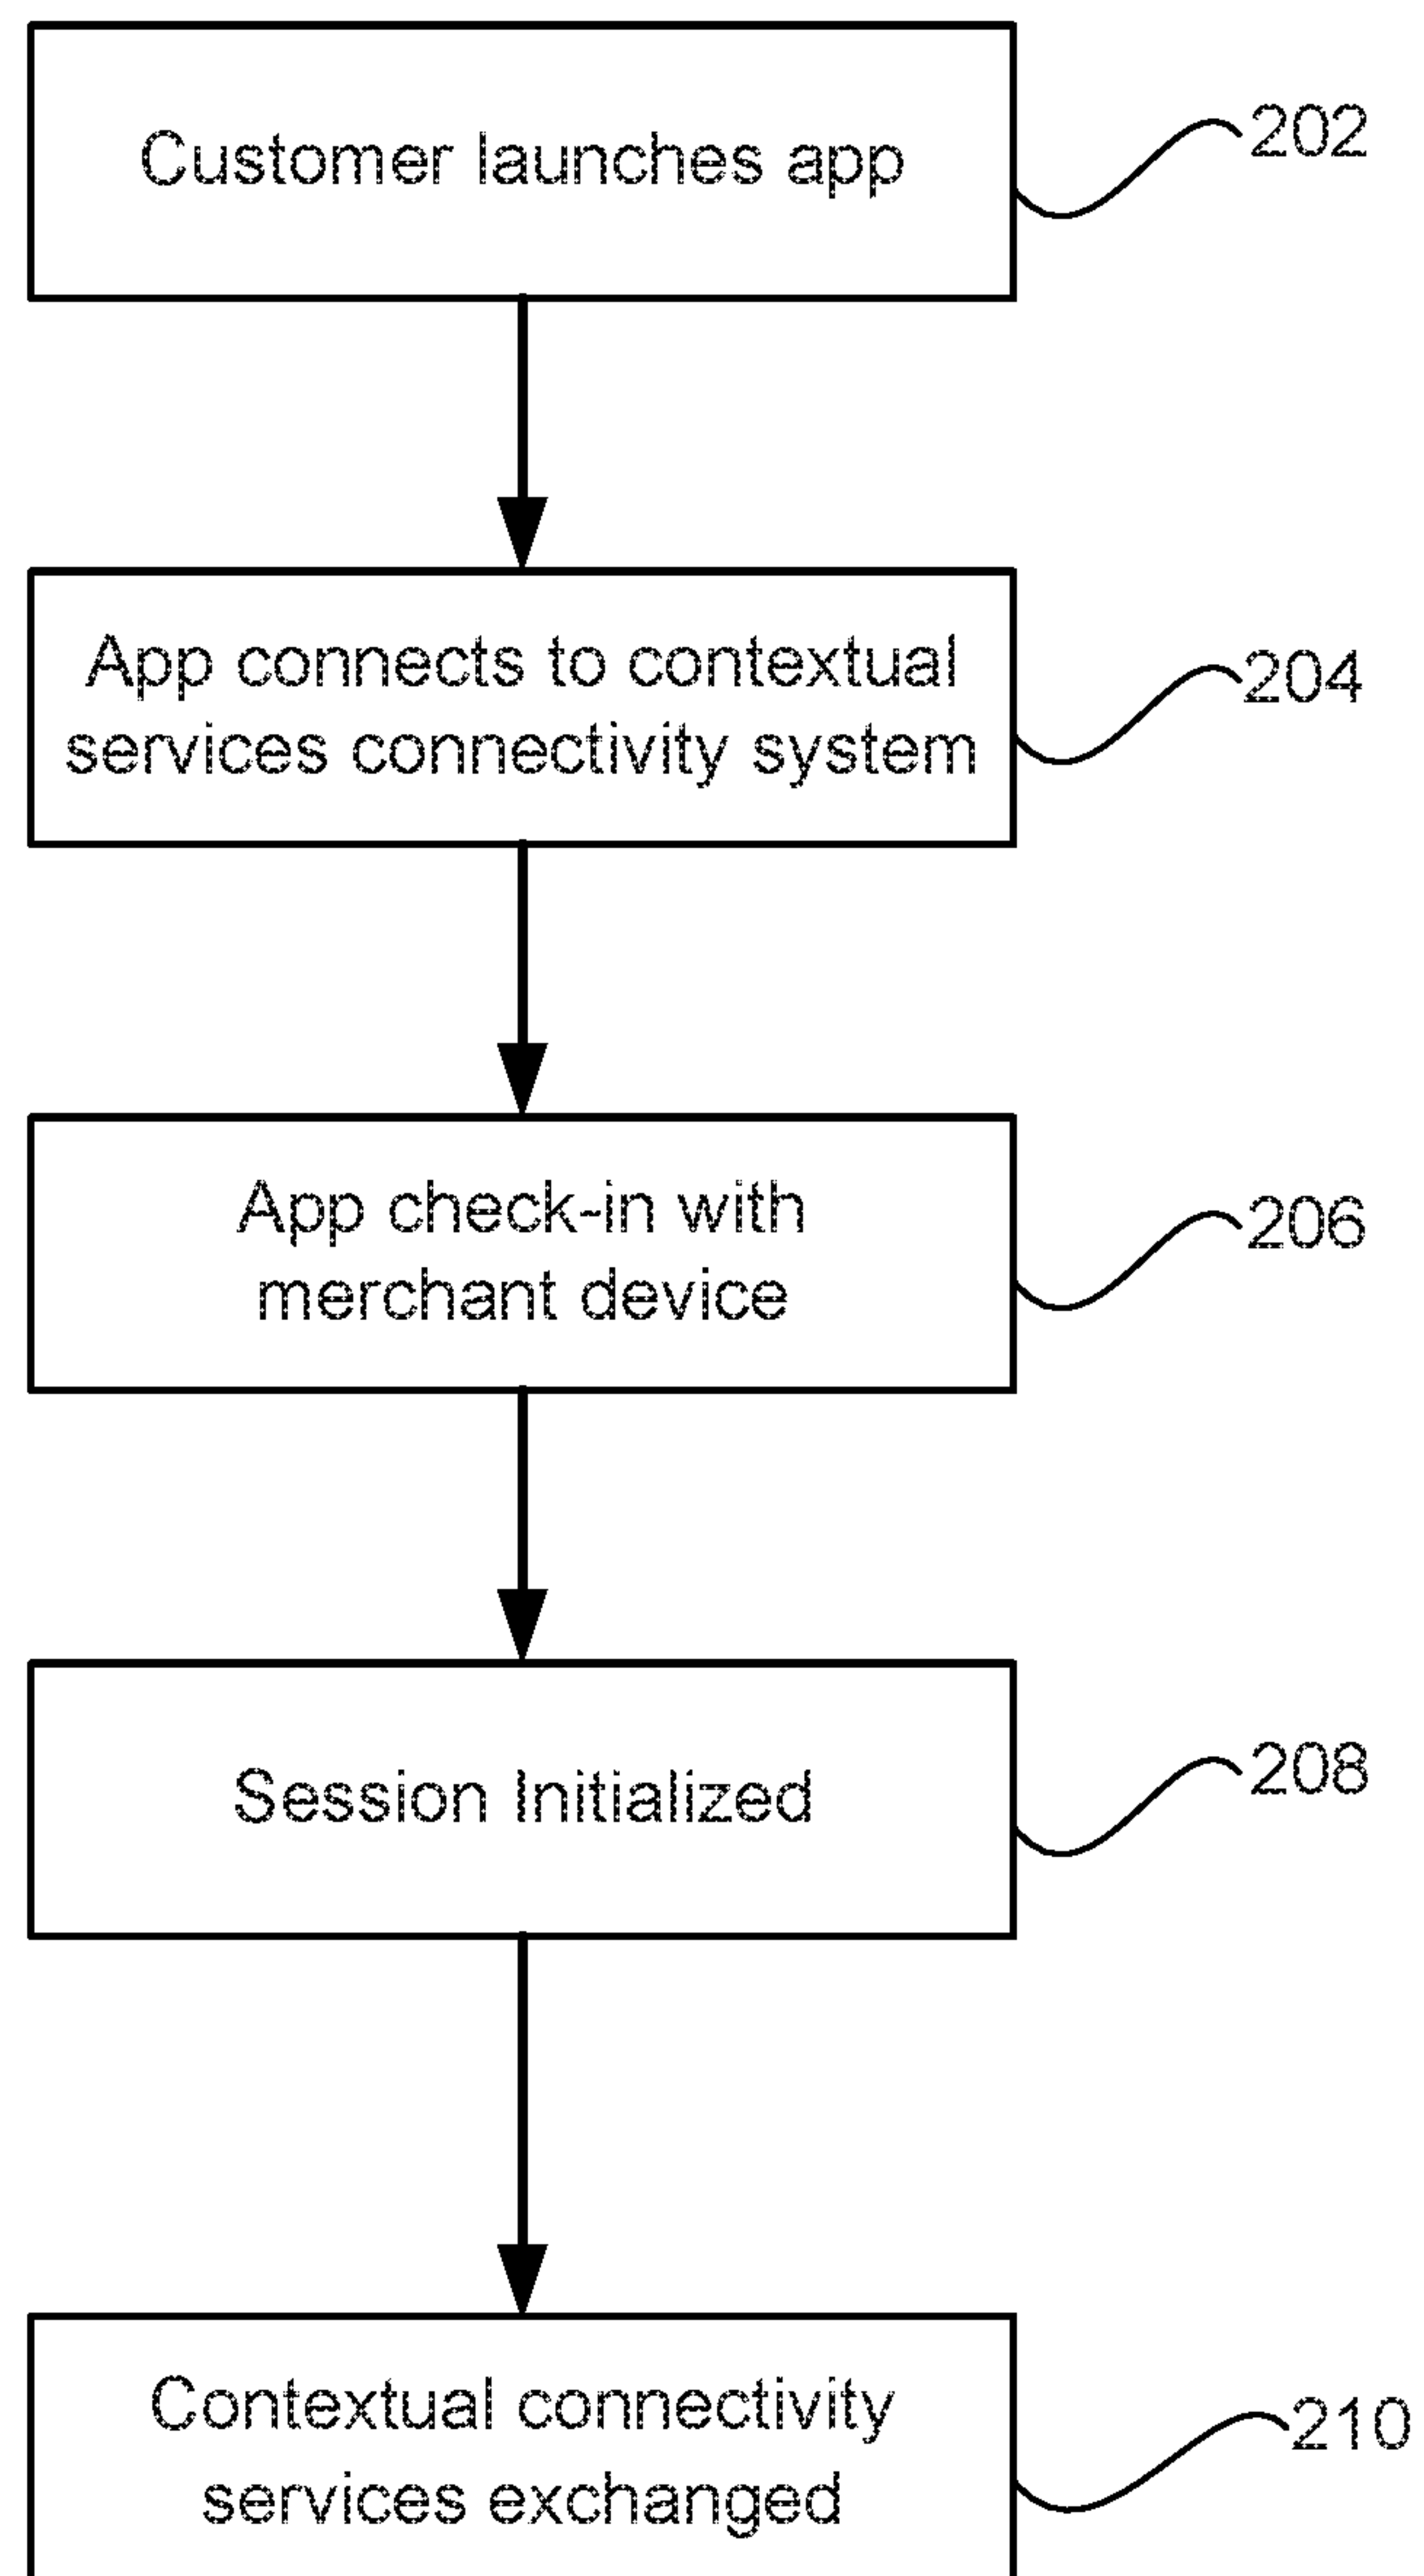 Customer launches app
202
App connects to contextual
services connectivity system
204
App check-in with
merchant device
206
Session Initialized
208
Contextual connectivity
services exchanged
210